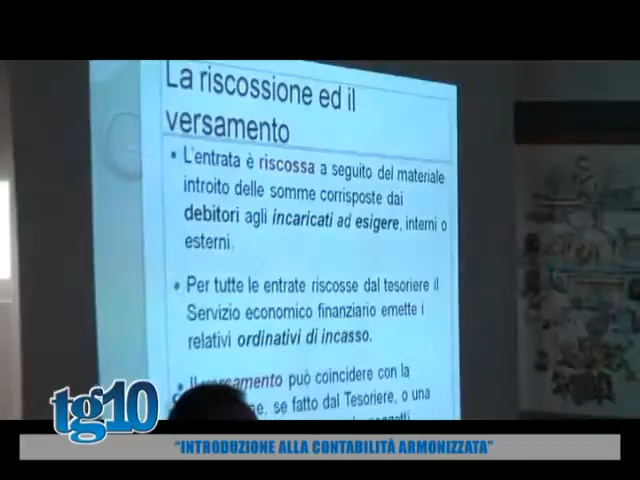 La riscossione ed il
versamento
• L'entrata è riscossa a seguito del materiale
introito delle somme corrisposte dai
debitori agli incaricati ad esigere, interni o
esterni.
• Per tutte le entrate riscosse dal tesoriere il
Servizio economico finanziario emette i
relativi ordinativi di incasso.
• Il versamento può coincidere con la
se fatto dal Tesoriere, o una
tg10
"INTRODUZIONE ALLA CONTABILITÀ ARMONIZZATA"